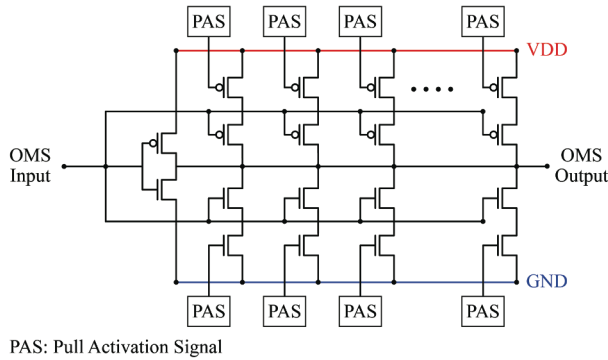 PAS PAS PAS PAS
VDD
OMS
Input
OMS
Output
GND
PAS PAS PAS PAS
PAS: Pull Activation Signal